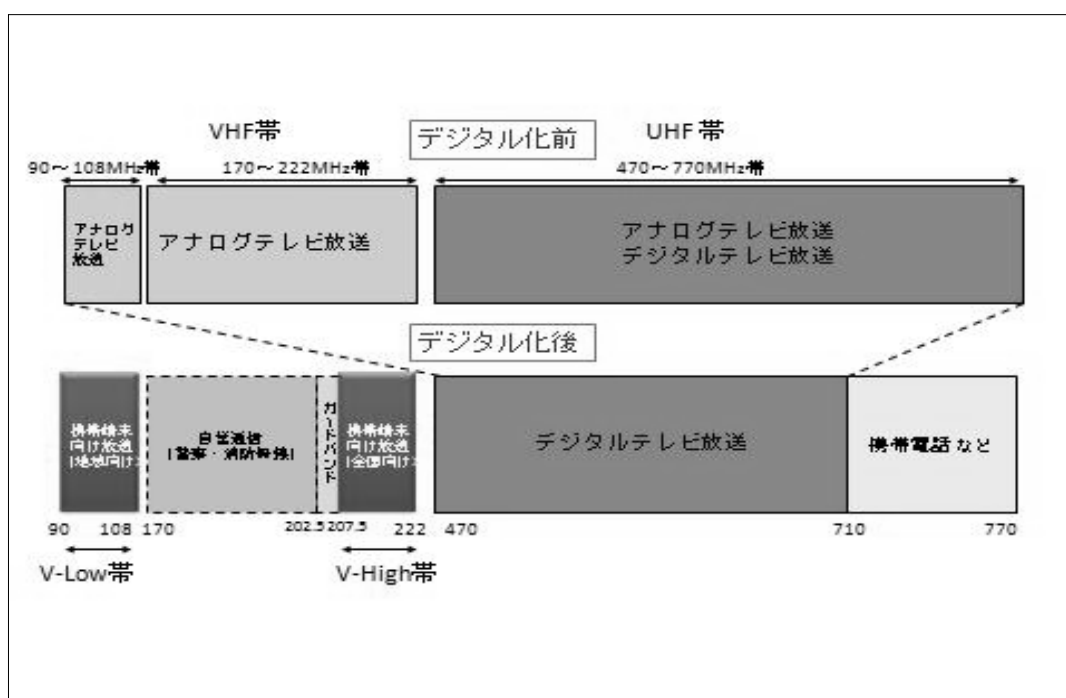 VHF帯
UHF帯
デジタル化前
90～108MHz帯
170～222MHz帯
470～770MHz帯
アナログ
テレビ
放送
アナログテレビ放送
アナログテレビ放送
デジタルテレビ放送
デジタル化後
携帯端末
向け放送
(地域向け)
自営通信
(警察・消防無線)
ガードバンド
携帯端末
向け放送
(全国向け)
デジタルテレビ放送
携帯電話など
90
108
170
202.5
207.5
222
470
710
770
V-Low帯
V-High帯